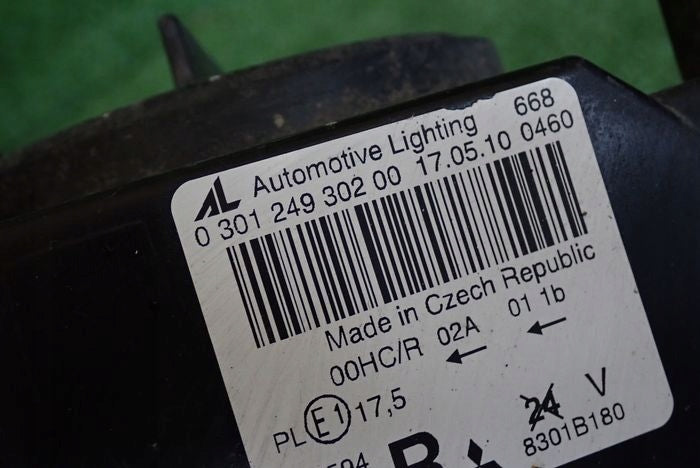 668
AL Automotive Lighting
0 301 249 302 00 17.05.10 0460
Made in Czech Republic
00HC/R 02A 01 1b
← ←
PL E1 17,5
24 V
8301B180